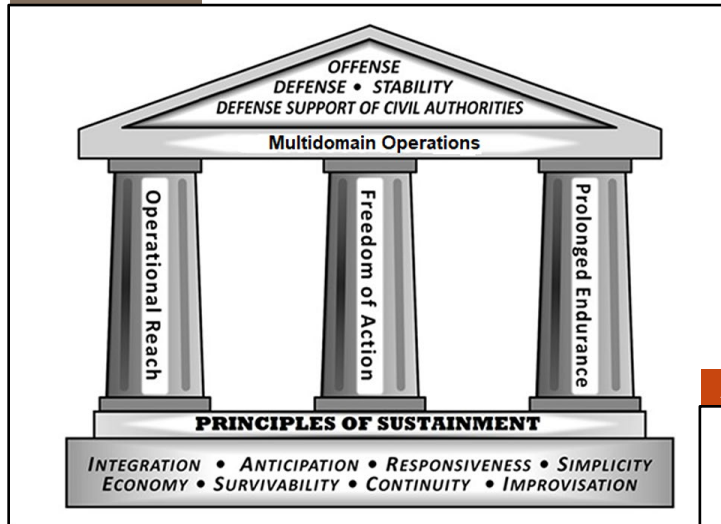 OFFENSE
DEFENSE • STABILITY
DEFENSE SUPPORT OF CIVIL AUTHORITIES
Multidomain Operations
Operational Reach
Freedom of Action
Prolonged Endurance
PRINCIPLES OF SUSTAINMENT
INTEGRATION • ANTICIPATION • RESPONSIVENESS • SIMPLICITY
ECONOMY • SURVIVABILITY • CONTINUITY • IMPROVISATION